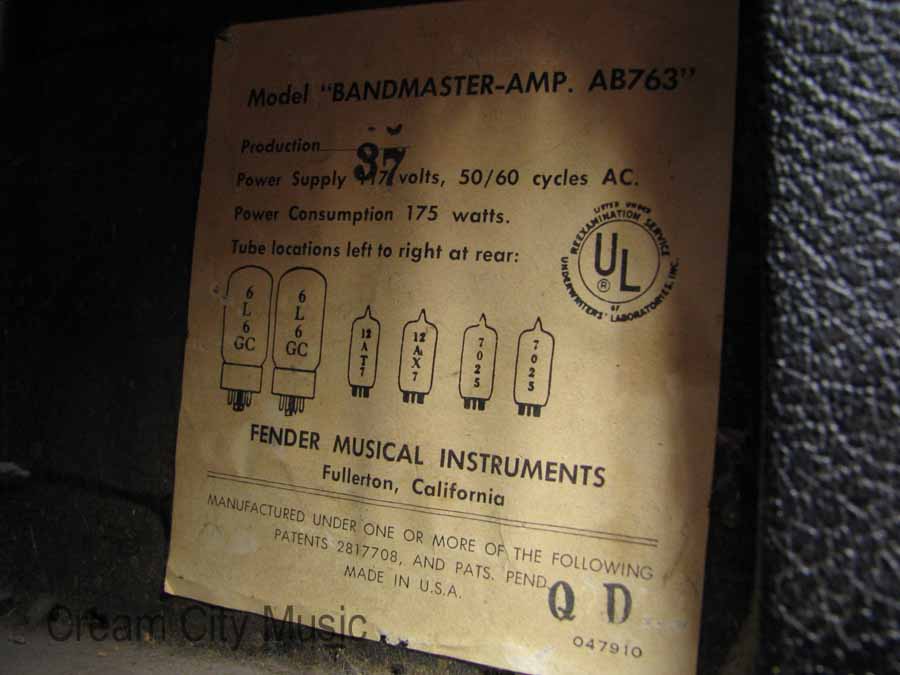 Model "BANDMASTER-AMP. AB763"
Production 37
Power Supply 117 volts, 50/60 cycles AC.
Power Consumption 175 watts.
Tube locations left to right at rear:
LISTED UNDER
REEXAMINATION SERVICE
UL
®
OF
UNDERWRITERS' LABORATORIES, INC.
6L6GC
6L6GC
12AT7
12AX7
7025
7025
FENDER MUSICAL INSTRUMENTS
Fullerton, California
MANUFACTURED UNDER ONE OR MORE OF THE FOLLOWING
PATENTS 2817708, AND PATS. PEND
MADE IN U.S.A.
Q D
047910
Cream City Music